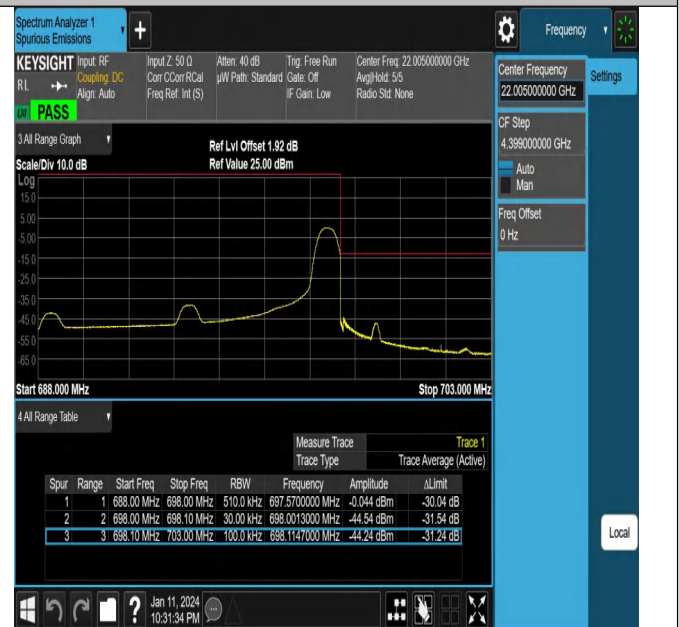 Spectrum Analyzer 1
Spurious Emissions
+
Frequency
KEYSIGHT
RL
PASS
Input: RF
Coupling: DC
Align: Auto
Input Z: 50 Ω
Corr CCorr RCal
Freq Ref: Int (S)
Atten: 40 dB
µW Path: Standard
Trig: Free Run
Gate: Off
IF Gain: Low
Center Freq: 22.005000000 GHz
Avg|Hold: 5/5
Radio Std: None
Center Frequency
22.005000000 GHz
Settings
CF Step
4.399000000 GHz
Auto
Man
Freq Offset
0 Hz
3 All Range Graph
Scale/Div 10.0 dB
Ref Lvl Offset 1.92 dB
Ref Value 25.00 dBm
Log
15.0
5.00
-5.00
-15.0
-25.0
-35.0
-45.0
-55.0
-65.0
Start 688.000 MHz
Stop 703.000 MHz
4 All Range Table
Measure Trace Trace 1
Trace Type Trace Average (Active)
Spur Range Start Freq Stop Freq RBW Frequency Amplitude ΔLimit
1 1 688.00 MHz 698.00 MHz 510.0 kHz 697.5700000 MHz -0.044 dBm -30.04 dB
2 2 698.00 MHz 698.10 MHz 30.00 kHz 698.0013000 MHz -44.54 dBm -31.54 dB
3 3 698.10 MHz 703.00 MHz 100.0 kHz 698.1147000 MHz -44.24 dBm -31.24 dB
Local
?
Jan 11, 2024
10:31:34 PM